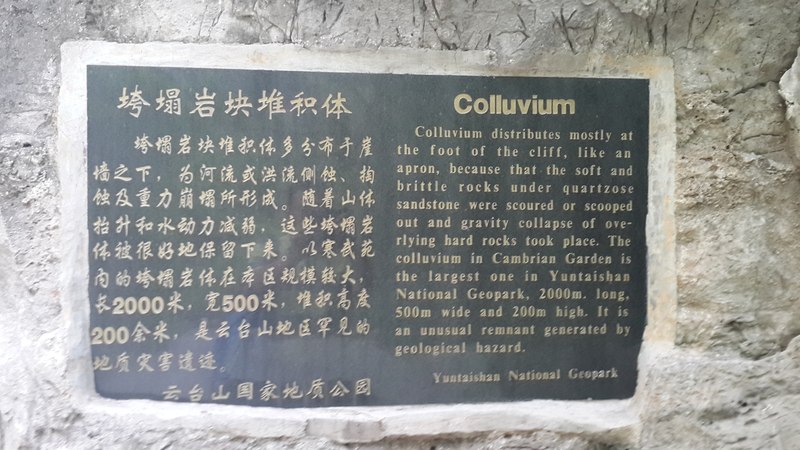 垮塌岩块堆积体
垮塌岩块堆积体多分布于崖
墙之下，为河流或洪流侧蚀、掏
蚀及重力崩塌所形成。随着山体
抬升和水动力减弱，这些垮塌岩
体被很好地保留下来。以寒武苑
内的垮塌岩体在本区规模较大，
长2000米，宽500米，堆积高度
200余米，是云台山地区罕见的
地质灾害遗迹。
云台山国家地质公园
Colluvium
Colluvium distributes mostly at
the foot of the cliff, like an
apron, because that the soft and
brittle rocks under quartzose
sandstone were scoured or scooped
out and gravity collapse of ove-
rlying hard rocks took place. The
colluvium in Cambrian Garden is
the largest one in Yuntaishan
National Geopark, 2000m. long,
500m wide and 200m high. It is
an unusual remnant generated by
geological hazard.
Yuntaishan National Geopark